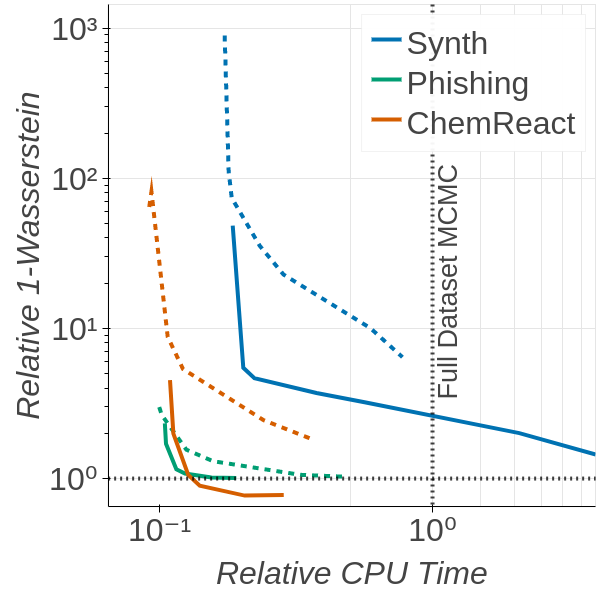 10³
Synth
Phishing
ChemReact
10²
10¹
10⁰
Relative 1-Wasserstein
Full Dataset MCMC
10⁻¹
10⁰
Relative CPU Time